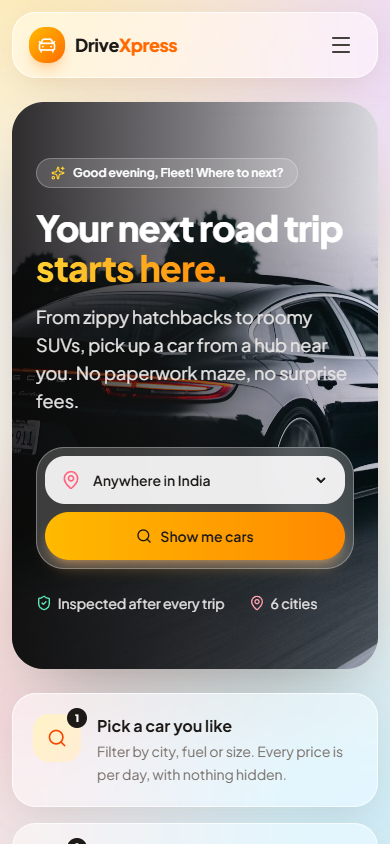 DriveXpress
Good evening, Fleet! Where to next?
Your next road trip
starts here.
From zippy hatchbacks to roomy
SUVs, pick up a car from a hub near
you. No paperwork maze, no surprise
fees.
911
Anywhere in India
Show me cars
Inspected after every trip
6 cities
1
Pick a car you like
Filter by city, fuel or size. Every price is
per day, with nothing hidden.